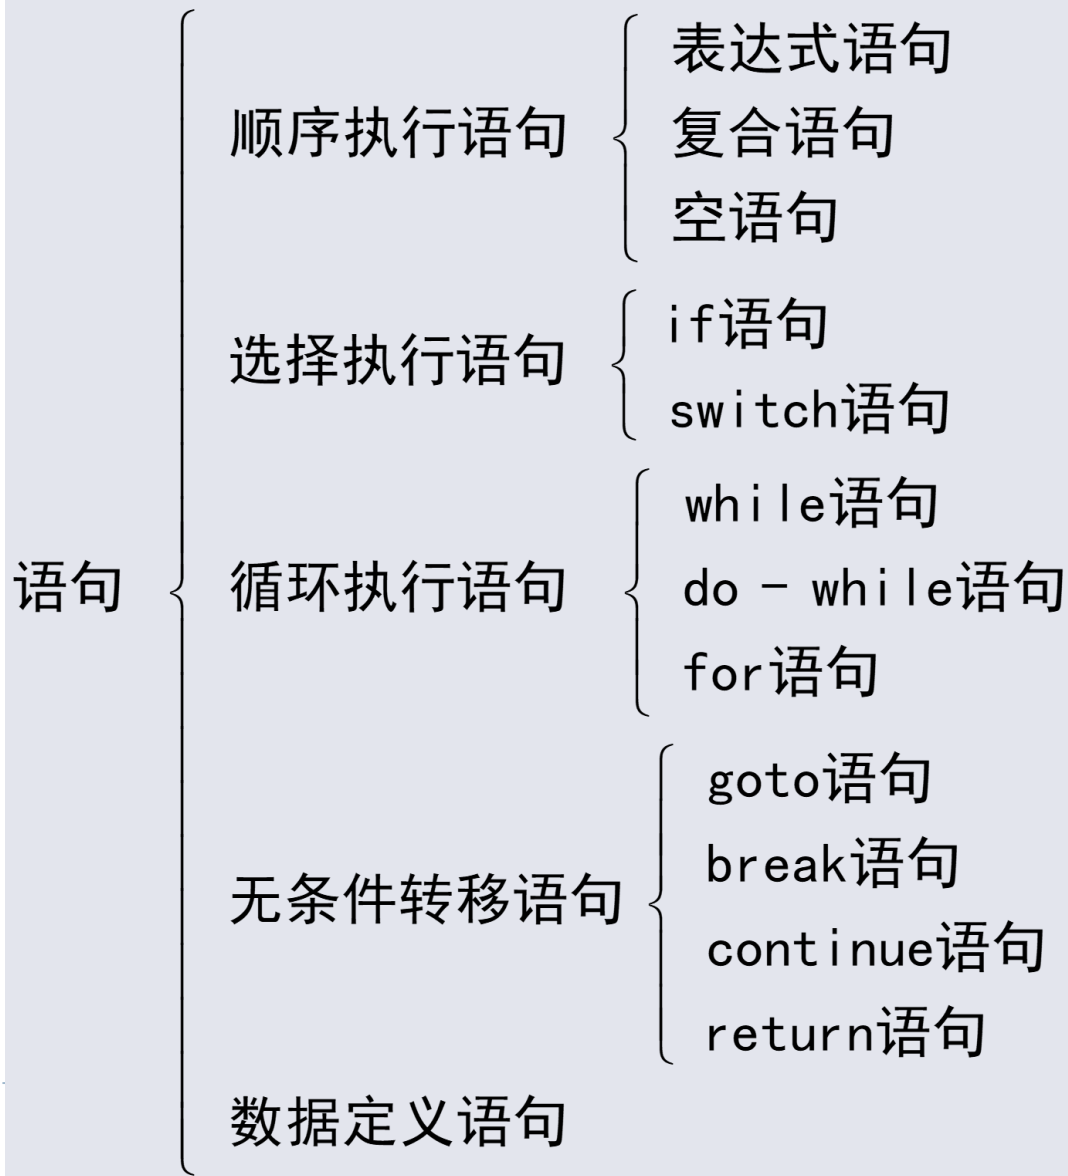 语句
顺序执行语句
表达式语句
复合语句
空语句
选择执行语句
if语句
switch语句
循环执行语句
while语句
do - while语句
for语句
无条件转移语句
goto语句
break语句
continue语句
return语句
数据定义语句